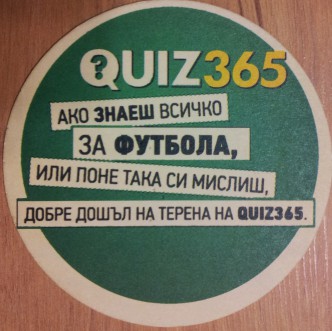 QUIZ365
АКО ЗНАЕШ ВСИЧКО
ЗА ФУТБОЛА,
ИЛИ ПОНЕ ТАКА СИ МИСЛИШ,
ДОБРЕ ДОШЪЛ НА ТЕРЕНА НА QUIZ365.